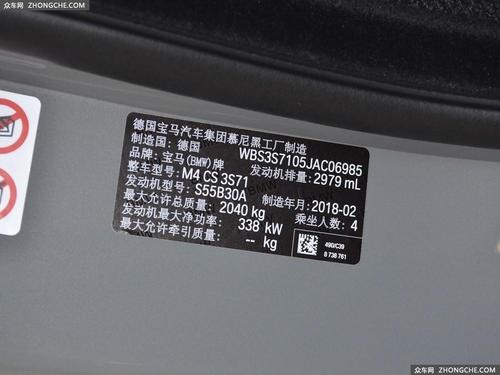 众车网 ZHONGCHE.COM
德国宝马汽车集团慕尼黑工厂制造
制造国: 德国 WBS3S7105JAC06985
品牌: 宝马(BMW)牌 发动机排量: 2979 mL
整车型号: M4 CS 3S71
发动机型号: S55B30A 制造年月: 2018-02
最大允许总质量: 2040 kg 乘坐人数: 4
发动机最大净功率: 338 kW
最大允许牵引质量: -- kg
490/C39
8 738 761
众车网 ZHONGCHE.COM